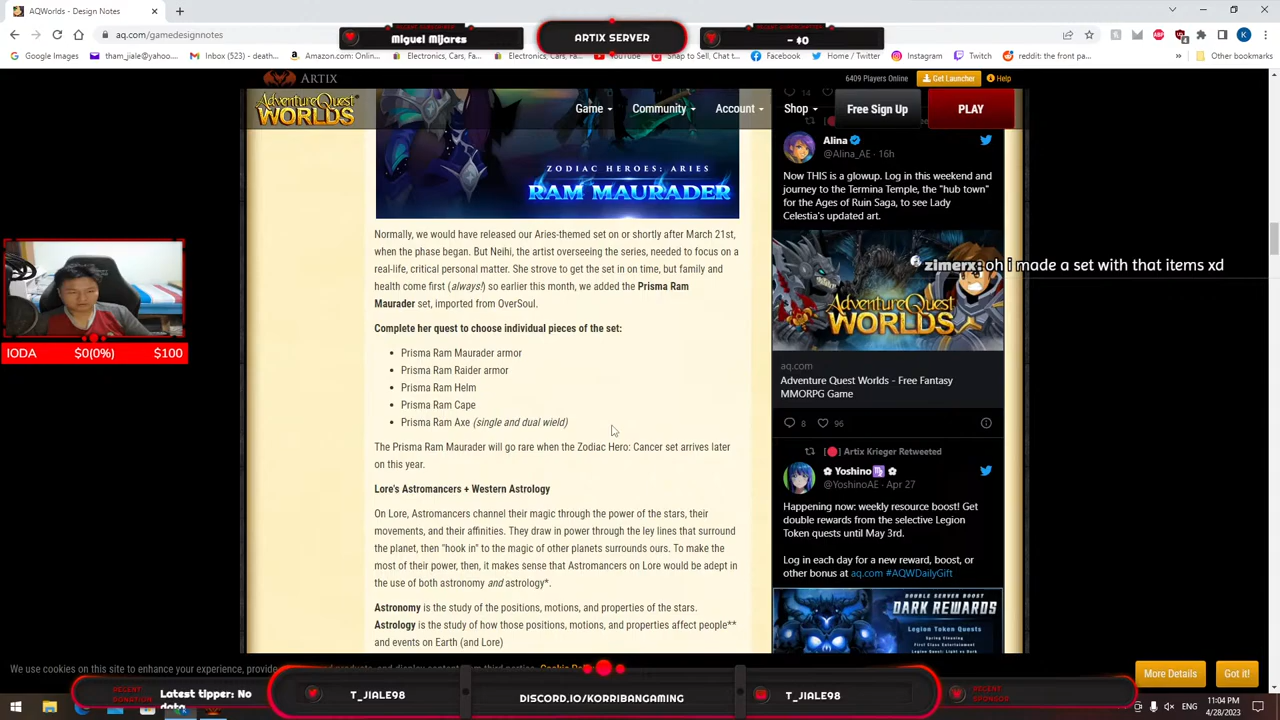 AQWords - Design Notes
aq.com/gamedesignnotes
Miguel Mijares
ARTIX SERVER
- $0
Google Images
tham_jiale@yahoo....
Inbox (523) - death...
Amazon.com: Onlin...
Electronics, Cars, Fa...
Electronics, Cars, F...
YouTube
Snap to Sell, Chat t...
Facebook
Home / Twitter
Instagram
Twitch
reddit: the front pa...
Other bookmarks
ARTIX
6409 Players Online
Get Launcher
Help
AdventureQuest
WORLDS
Game
Community
Account
Shop
Free Sign Up
PLAY
ZODIAC HEROES: ARIES
RAM MAURADER
Normally, we would have released our Aries-themed set on or shortly after March 21st,
when the phase began. But Neihi, the artist overseeing the series, needed to focus on a
real-life, critical personal matter. She strove to get the set in on time, but family and
health come first (always!) so earlier this month, we added the Prisma Ram
Maurader set, imported from OverSoul.
Complete her quest to choose individual pieces of the set:
Prisma Ram Maurader armor
Prisma Ram Raider armor
Prisma Ram Helm
Prisma Ram Cape
Prisma Ram Axe (single and dual wield)
The Prisma Ram Maurader will go rare when the Zodiac Hero: Cancer set arrives later
on this year.
Lore's Astromancers + Western Astrology
On Lore, Astromancers channel their magic through the power of the stars, their
movements, and their affinities. They draw in power through the ley lines that surround
the planet, then "hook in" to the magic of other planets surrounds ours. To make the
most of their power, then, it makes sense that Astromancers on Lore would be adept in
the use of both astronomy and astrology*.
Astronomy is the study of the positions, motions, and properties of the stars.
Astrology is the study of how those positions, motions, and properties affect people**
and events on Earth (and Lore)
14
Alina
@Alina_AE · 16h
Now THIS is a glowup. Log in this weekend and
journey to the Termina Temple, the "hub town"
for the Ages of Ruin Saga, to see Lady
Celestia's updated art.
zimerx: oh i made a set with that items xd
AdventureQuest
WORLDS
aq.com
Adventure Quest Worlds - Free Fantasy
MMORPG Game
8
96
Artix Krieger Retweeted
Yoshino
@YoshinoAE · Apr 27
Happening now: weekly resource boost! Get
double rewards from the selective Legion
Token quests until May 3rd.
Log in each day for a new reward, boost, or
other bonus at aq.com #AQWDailyGift
DOUBLE SERVER BOOST
DARK REWARDS
Legion Token Quests
IODA
$0(0%)
$100
We use cookies on this site to enhance your experience, provide
More Details
Got it!
RECENT
DONATION
Latest tipper: No
data
T_JIALE98
DISCORD.IO/KORRIBANGAMING
T_JIALE98
RECENT
SPONSOR
ENG
11:04 PM
4/28/2023